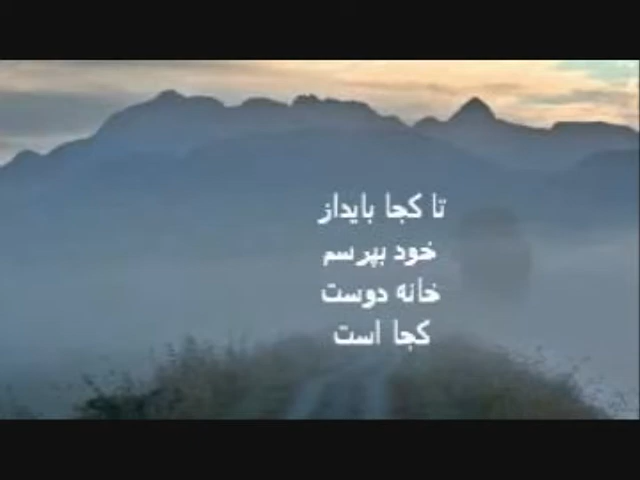 تا کجا بایداز
خود بپرسم
خانه دوست
کجا است